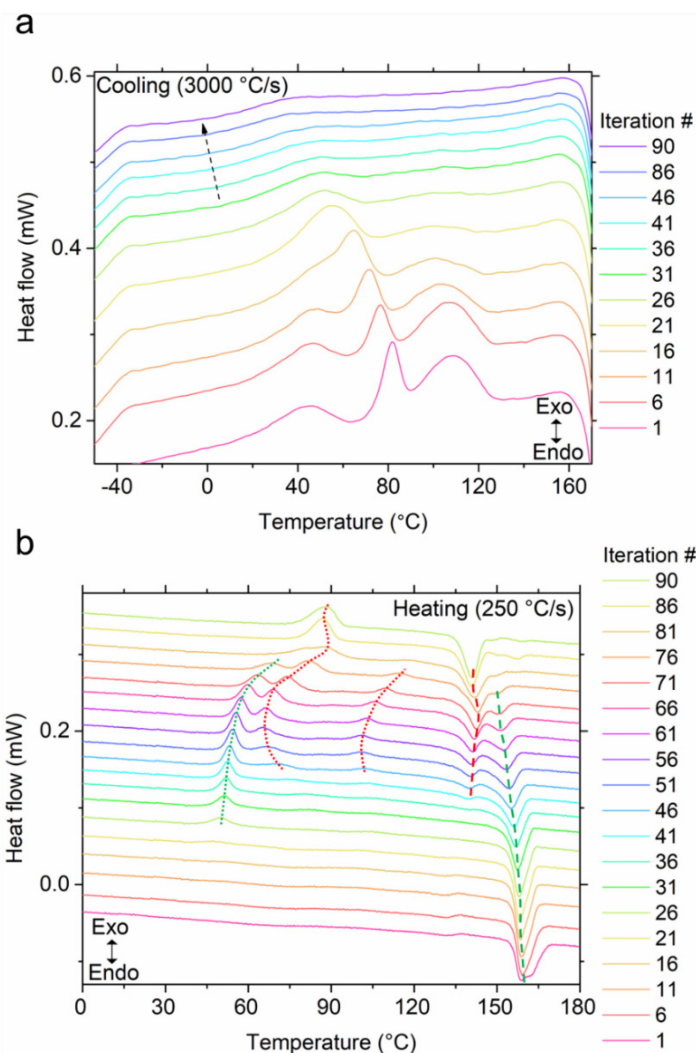 a
Cooling (3000 °C/s)
0.6
0.4
0.2
Heat flow (mW)
-40 0 40 80 120 160
Temperature (°C)
Exo
Endo
Iteration #
90
86
46
41
36
31
26
21
16
11
6
1
b
Heating (250 °C/s)
0.2
0.0
Heat flow (mW)
Exo
Endo
0 30 60 90 120 150 180
Temperature (°C)
Iteration #
90
86
81
76
71
66
61
56
51
46
41
36
31
26
21
16
11
6
1